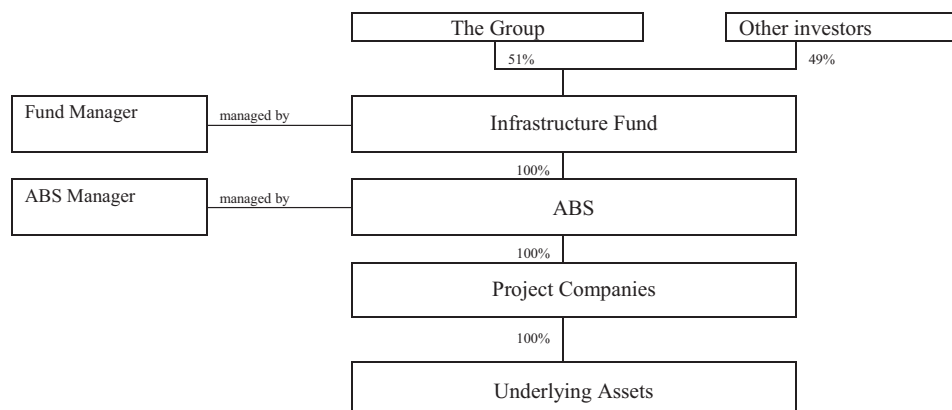 The Group
Other investors
51%
49%
Fund Manager
managed by
Infrastructure Fund
100%
ABS Manager
managed by
ABS
100%
Project Companies
100%
Underlying Assets